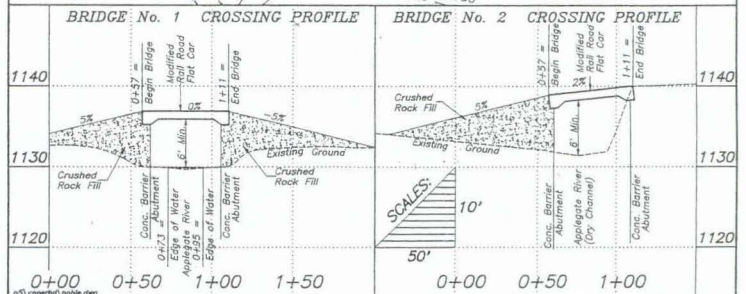 BRIDGE No. 1 CROSSING PROFILE
0+57 =
Begin Bridge
Modified
Rail Road
Flat Car
1+11 =
End Bridge
1140
1130
1120
5%
0%
-5%
6' Min.
Existing Ground
Crushed
Rock Fill
Crushed
Rock Fill
Conc. Barrier
Abutment
0+73 =
Edge of Water
Applegate River
0+95 =
Edge of Water
Conc. Barrier
Abutment
0+00 0+50 1+00 1+50
BRIDGE No. 2 CROSSING PROFILE
0+57 =
Begin Bridge
Modified
Rail Road
Flat Car
1+11 =
End Bridge
2%
5%
Crushed
Rock Fill
Existing Ground
6' Min.
SCALES:
10'
50'
Conc. Barrier
Abutment
Applegate River
(Dry Channel)
Conc. Barrier
Abutment
1140
1130
1120
0+00 0+50 1+00